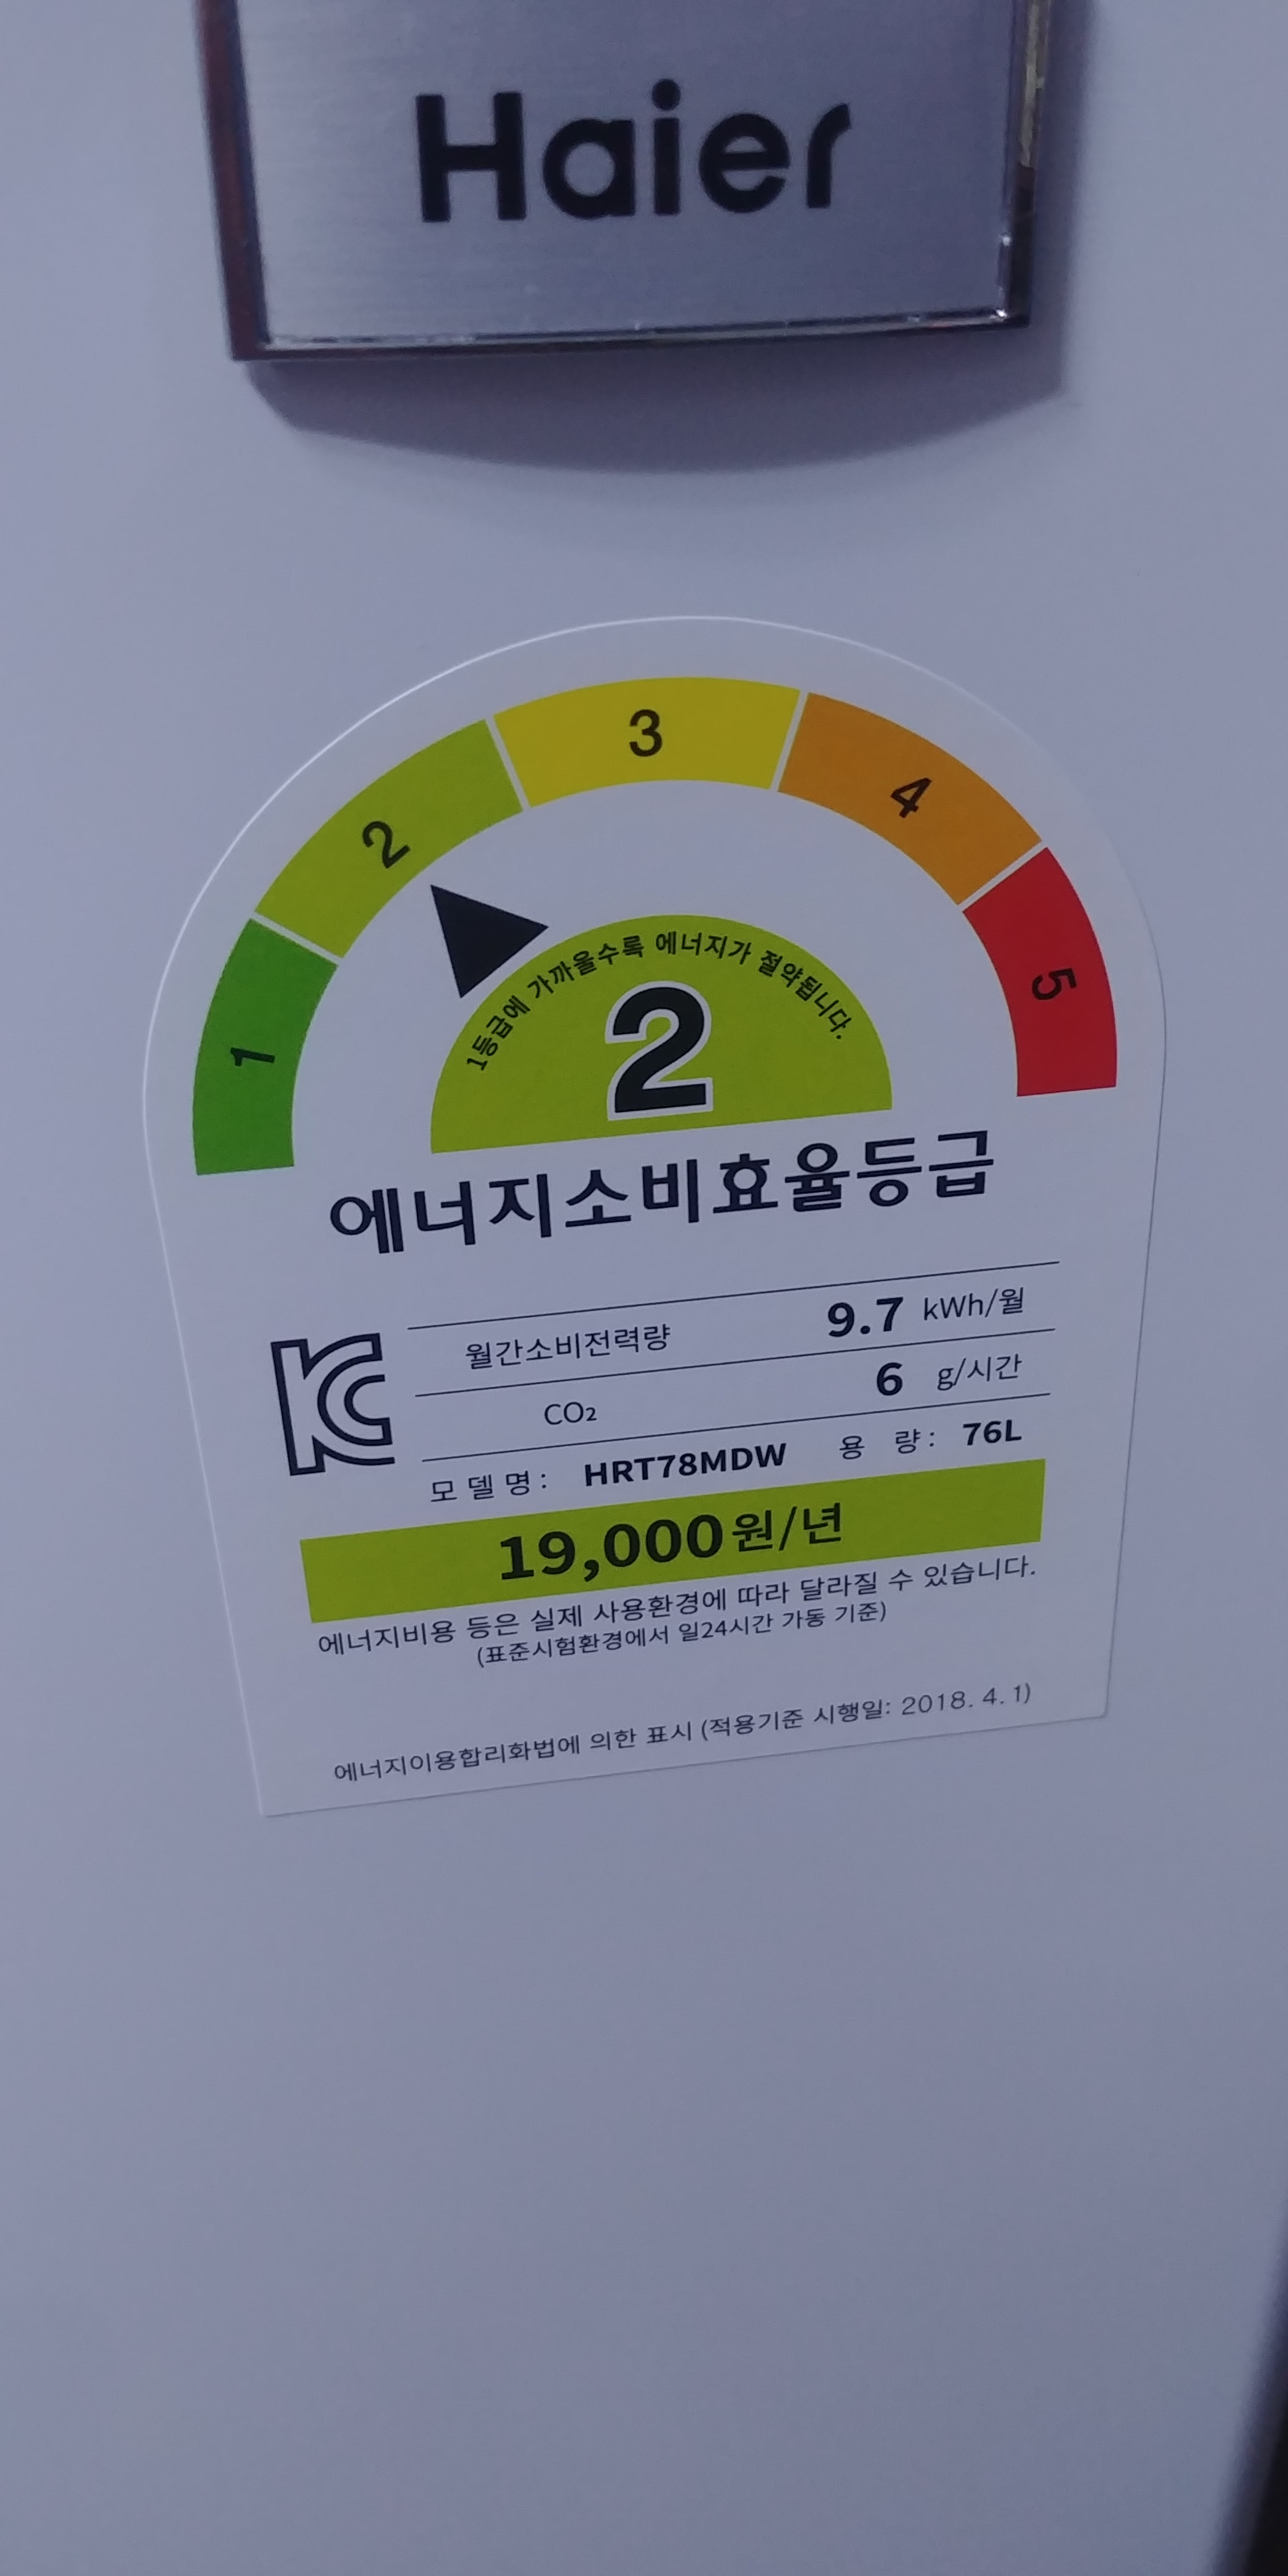 Haier
1
2
3
4
5
1등급에 가까울수록 에너지가 절약됩니다.
2
에너지소비효율등급
월간소비전력량 9.7 kWh/월
CO₂ 6 g/시간
모델명: HRT78MDW 용 량: 76L
19,000원/년
에너지비용 등은 실제 사용환경에 따라 달라질 수 있습니다.
(표준시험환경에서 일24시간 가동 기준)
에너지이용합리화법에 의한 표시 (적용기준 시행일: 2018. 4. 1)